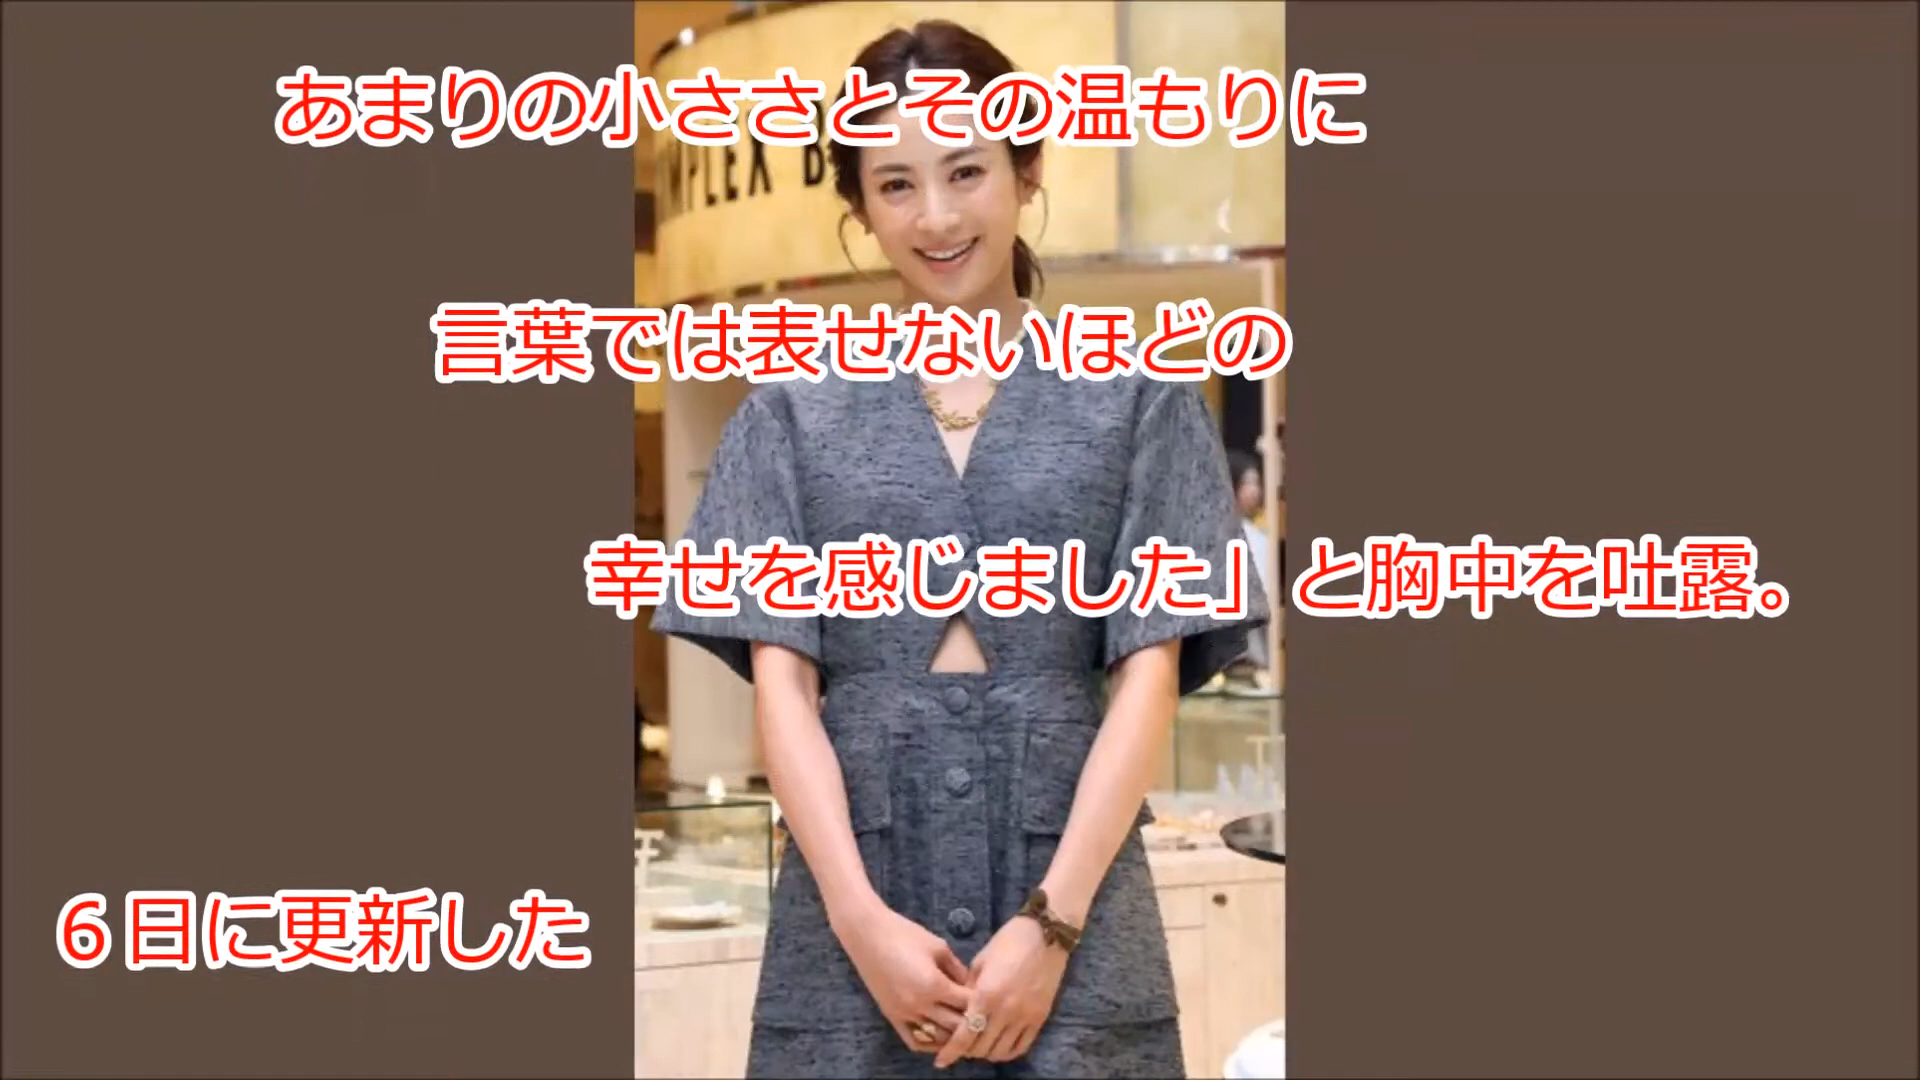 あまりの小ささとその温もりに
MPLEX B
言葉では表せないほどの
幸せを感じました」と胸中を吐露。
６日に更新した